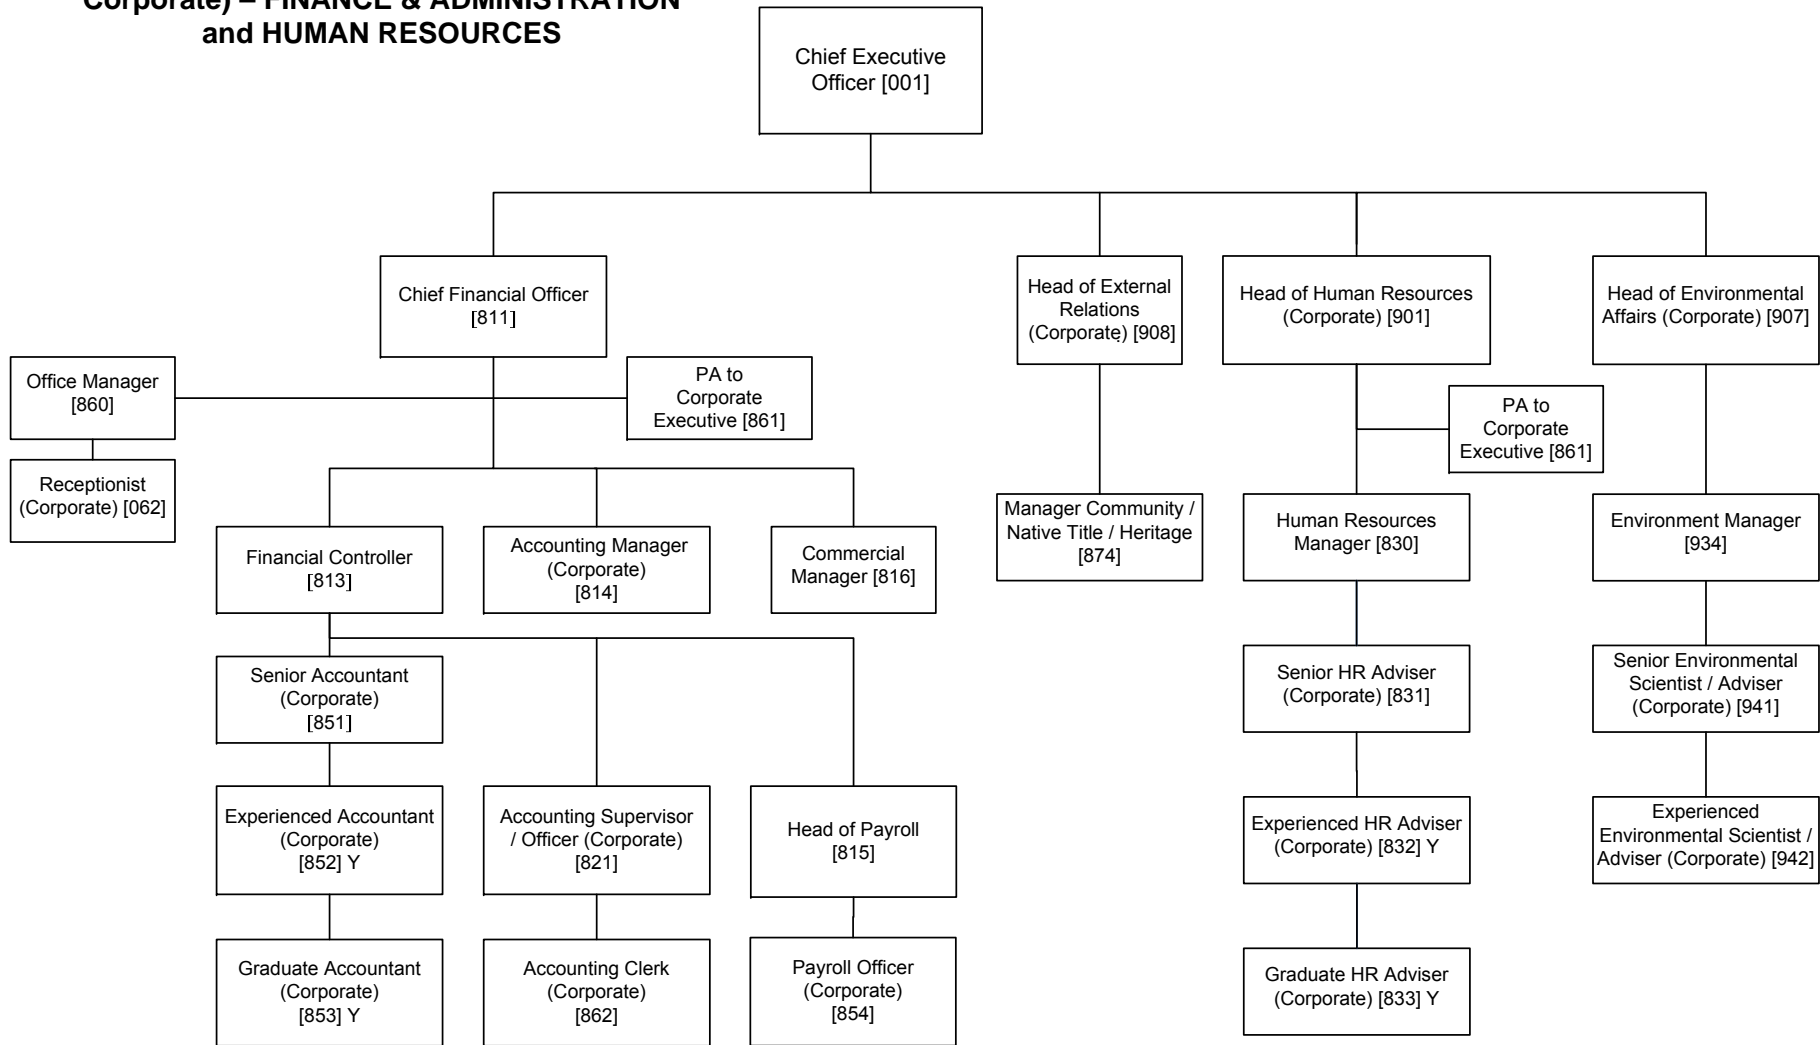 Corporate) – FINANCE & ADMINISTRATION
and HUMAN RESOURCES
Chief Executive
Officer [001]
Chief Financial Officer
[811]
Head of External
Relations
(Corporate) [908]
Head of Human Resources
(Corporate) [901]
Head of Environmental
Affairs (Corporate) [907]
Office Manager
[860]
PA to
Corporate
Executive [861]
PA to
Corporate
Executive [861]
Receptionist
(Corporate) [062]
Financial Controller
[813]
Accounting Manager
(Corporate)
[814]
Commercial
Manager [816]
Manager Community /
Native Title / Heritage
[874]
Human Resources
Manager [830]
Environment Manager
[934]
Senior Accountant
(Corporate)
[851]
Senior HR Adviser
(Corporate) [831]
Senior Environmental
Scientist / Adviser
(Corporate) [941]
Experienced Accountant
(Corporate)
[852] Y
Accounting Supervisor
/ Officer (Corporate)
[821]
Head of Payroll
[815]
Experienced HR Adviser
(Corporate) [832] Y
Experienced
Environmental Scientist /
Adviser (Corporate) [942]
Graduate Accountant
(Corporate)
[853] Y
Accounting Clerk
(Corporate)
[862]
Payroll Officer
(Corporate)
[854]
Graduate HR Adviser
(Corporate) [833] Y